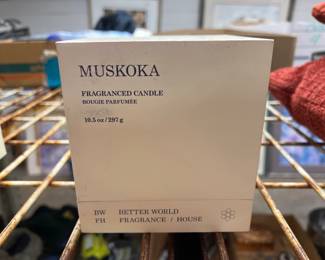 MUSKOKA
FRAGRANCED CANDLE
BOUGIE PARFUMÉE
10.5 oz / 297 g
BW BETTER WORLD
FH FRAGRANCE / HOUSE